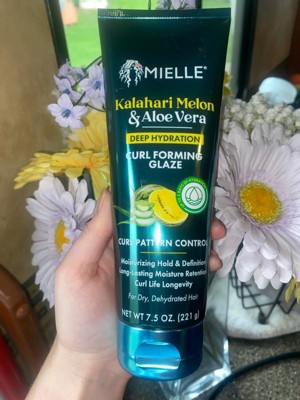 MIELLE
Kalahari Melon
& Aloe Vera
DEEP HYDRATION
CURL FORMING
GLAZE
CURL PATTERN CONTROL
Moisturizing Hold & Definition
Long-Lasting Moisture Retention
Curl Life Longevity
For Dry, Dehydrated Hair
NET WT 7.5 OZ. (221 g)